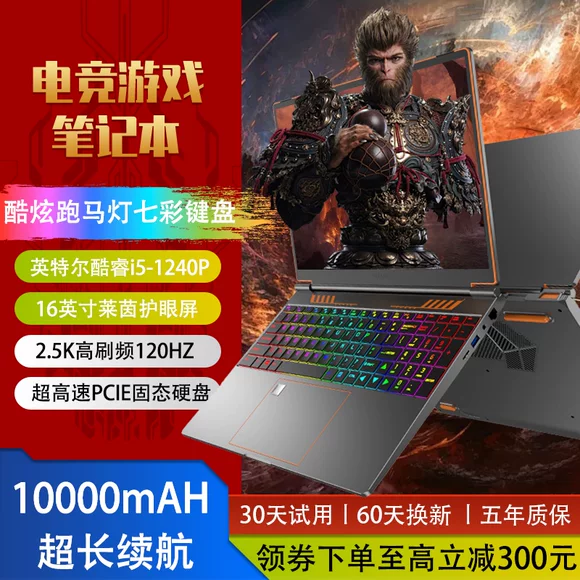 电竞游戏
笔记本
酷炫跑马灯七彩键盘
英特尔酷睿i5-1240P
16英寸莱茵护眼屏
2.5K高刷频120HZ
超高速PCIE固态硬盘
10000mAH
超长续航
30天试用丨60天换新丨五年质保
领券下单至高立减300元